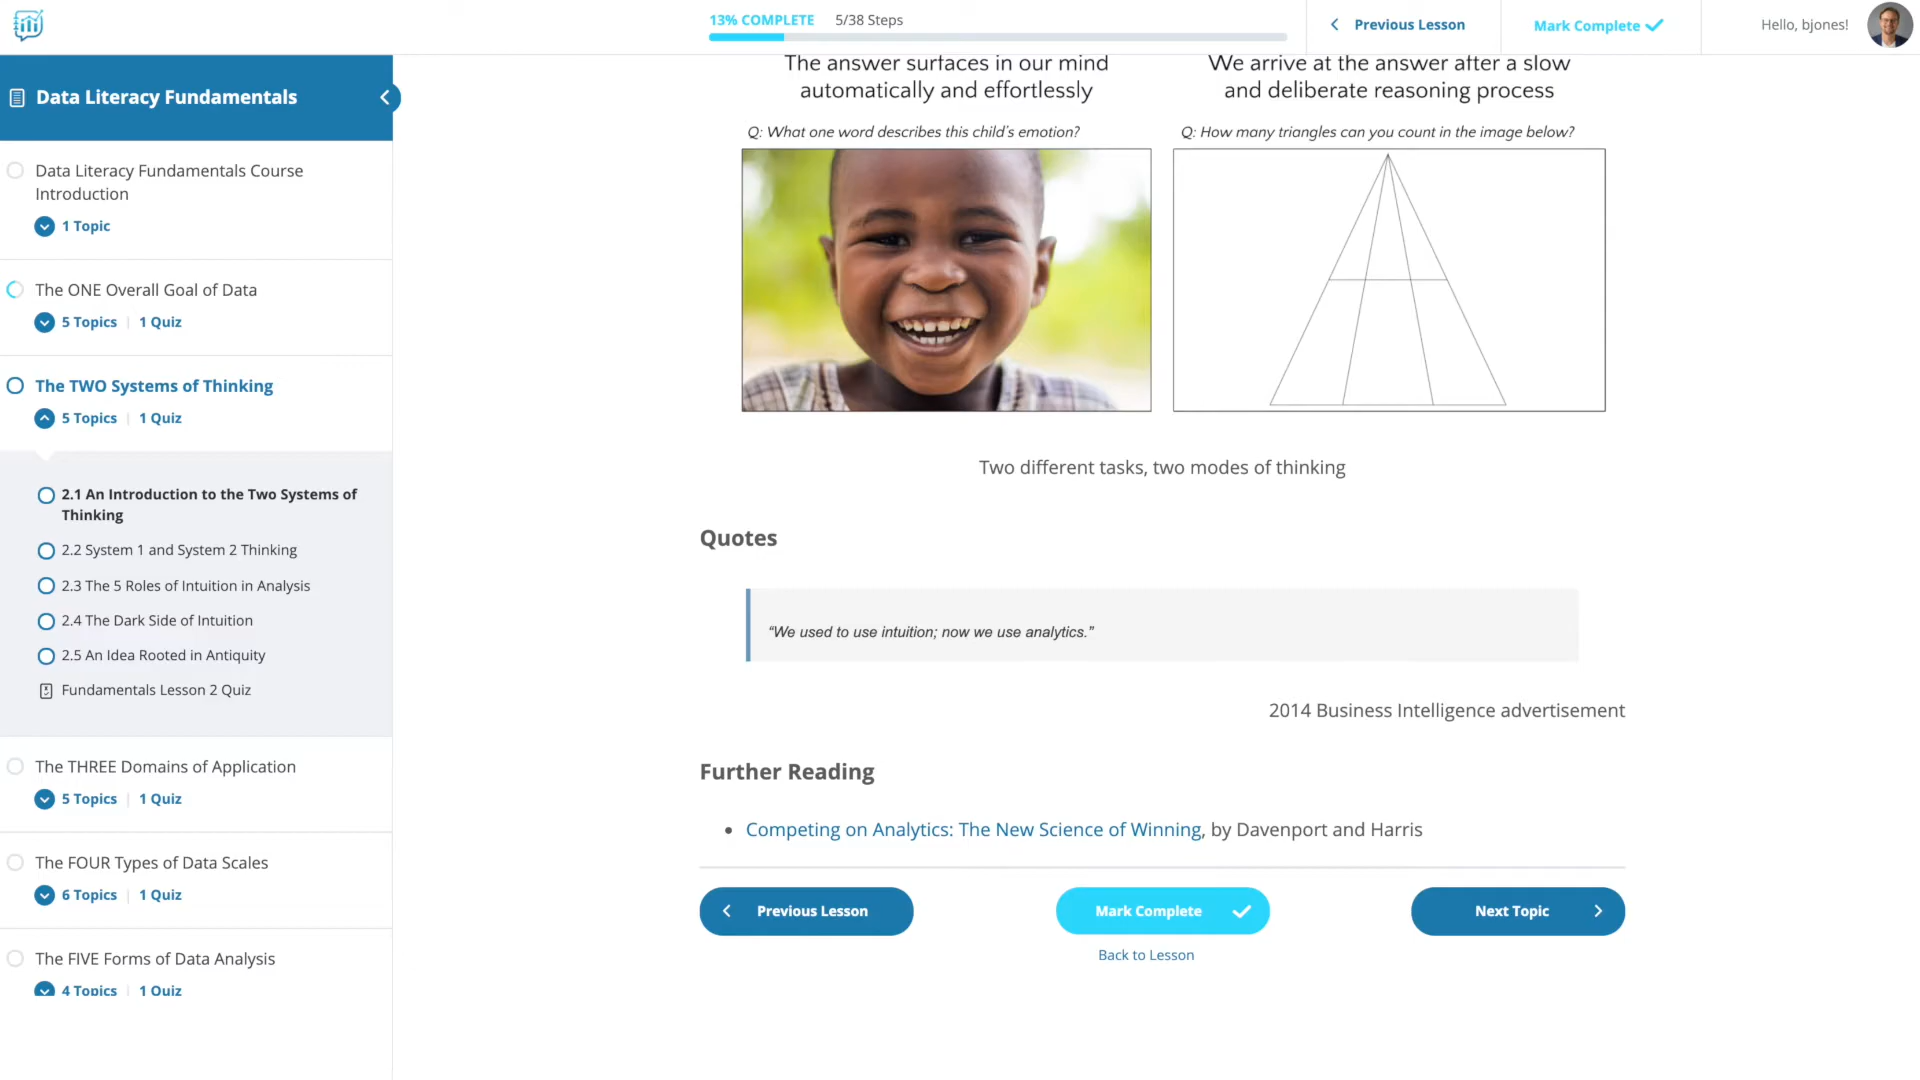 13% COMPLETE 5/38 Steps
Previous Lesson
Mark Complete
Hello, bjones!
Data Literacy Fundamentals
Data Literacy Fundamentals Course
Introduction
1 Topic
The ONE Overall Goal of Data
5 Topics | 1 Quiz
The TWO Systems of Thinking
5 Topics | 1 Quiz
2.1 An Introduction to the Two Systems of
Thinking
2.2 System 1 and System 2 Thinking
2.3 The 5 Roles of Intuition in Analysis
2.4 The Dark Side of Intuition
2.5 An Idea Rooted in Antiquity
Fundamentals Lesson 2 Quiz
The THREE Domains of Application
5 Topics | 1 Quiz
The FOUR Types of Data Scales
6 Topics | 1 Quiz
The FIVE Forms of Data Analysis
4 Topics | 1 Quiz
The answer surfaces in our mind
automatically and effortlessly
Q: What one word describes this child's emotion?
We arrive at the answer after a slow
and deliberate reasoning process
Q: How many triangles can you count in the image below?
Two different tasks, two modes of thinking
Quotes
“We used to use intuition; now we use analytics.”
2014 Business Intelligence advertisement
Further Reading
• Competing on Analytics: The New Science of Winning, by Davenport and Harris
Previous Lesson
Mark Complete
Next Topic
Back to Lesson